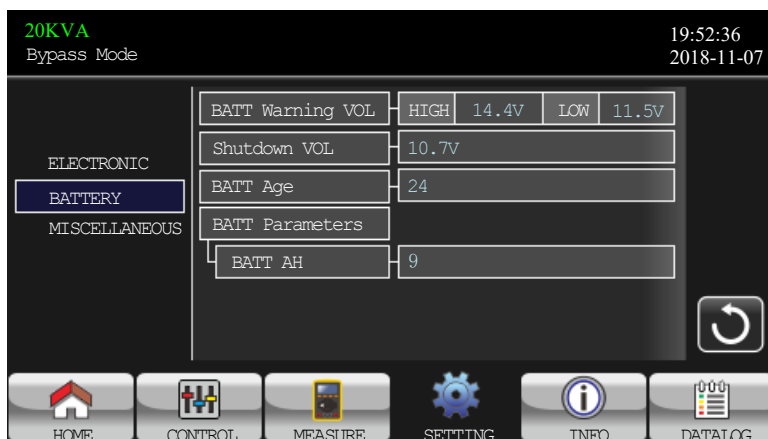 20KVA
Bypass Mode
19:52:36
2018-11-07
ELECTRONIC
BATTERY
MISCELLANEOUS
BATT Warning VOL HIGH 14.4V LOW 11.5V
Shutdown VOL 10.7V
BATT Age 24
BATT Parameters
BATT AH 9
HOME CONTROL MEASURE SETTING INFO DATALOG